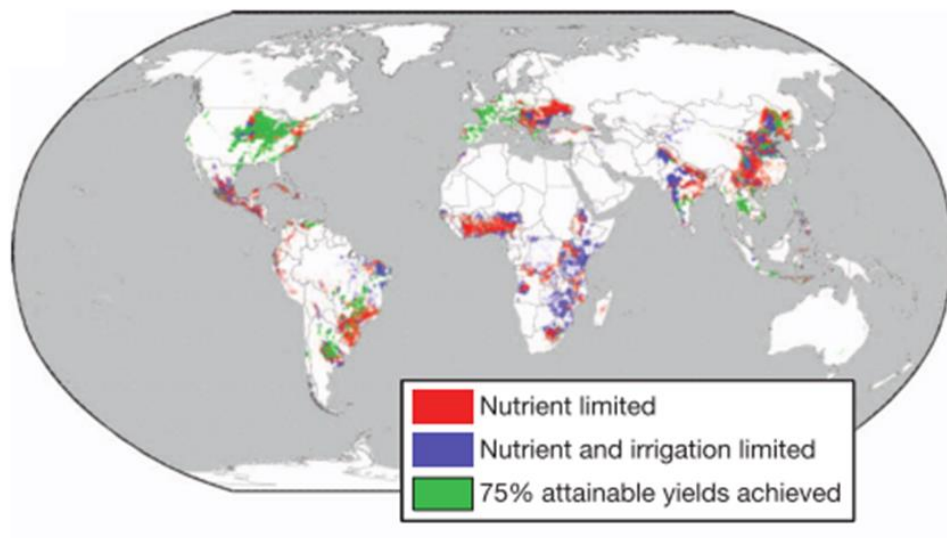 Nutrient limited
Nutrient and irrigation limited
75% attainable yields achieved